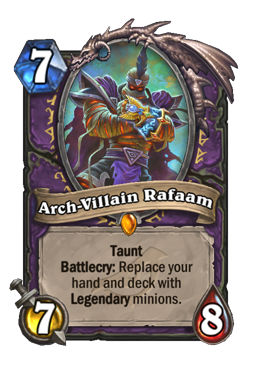 7
Arch-Villain Rafaam
Taunt
Battlecry: Replace your
hand and deck with
Legendary minions.
7
8